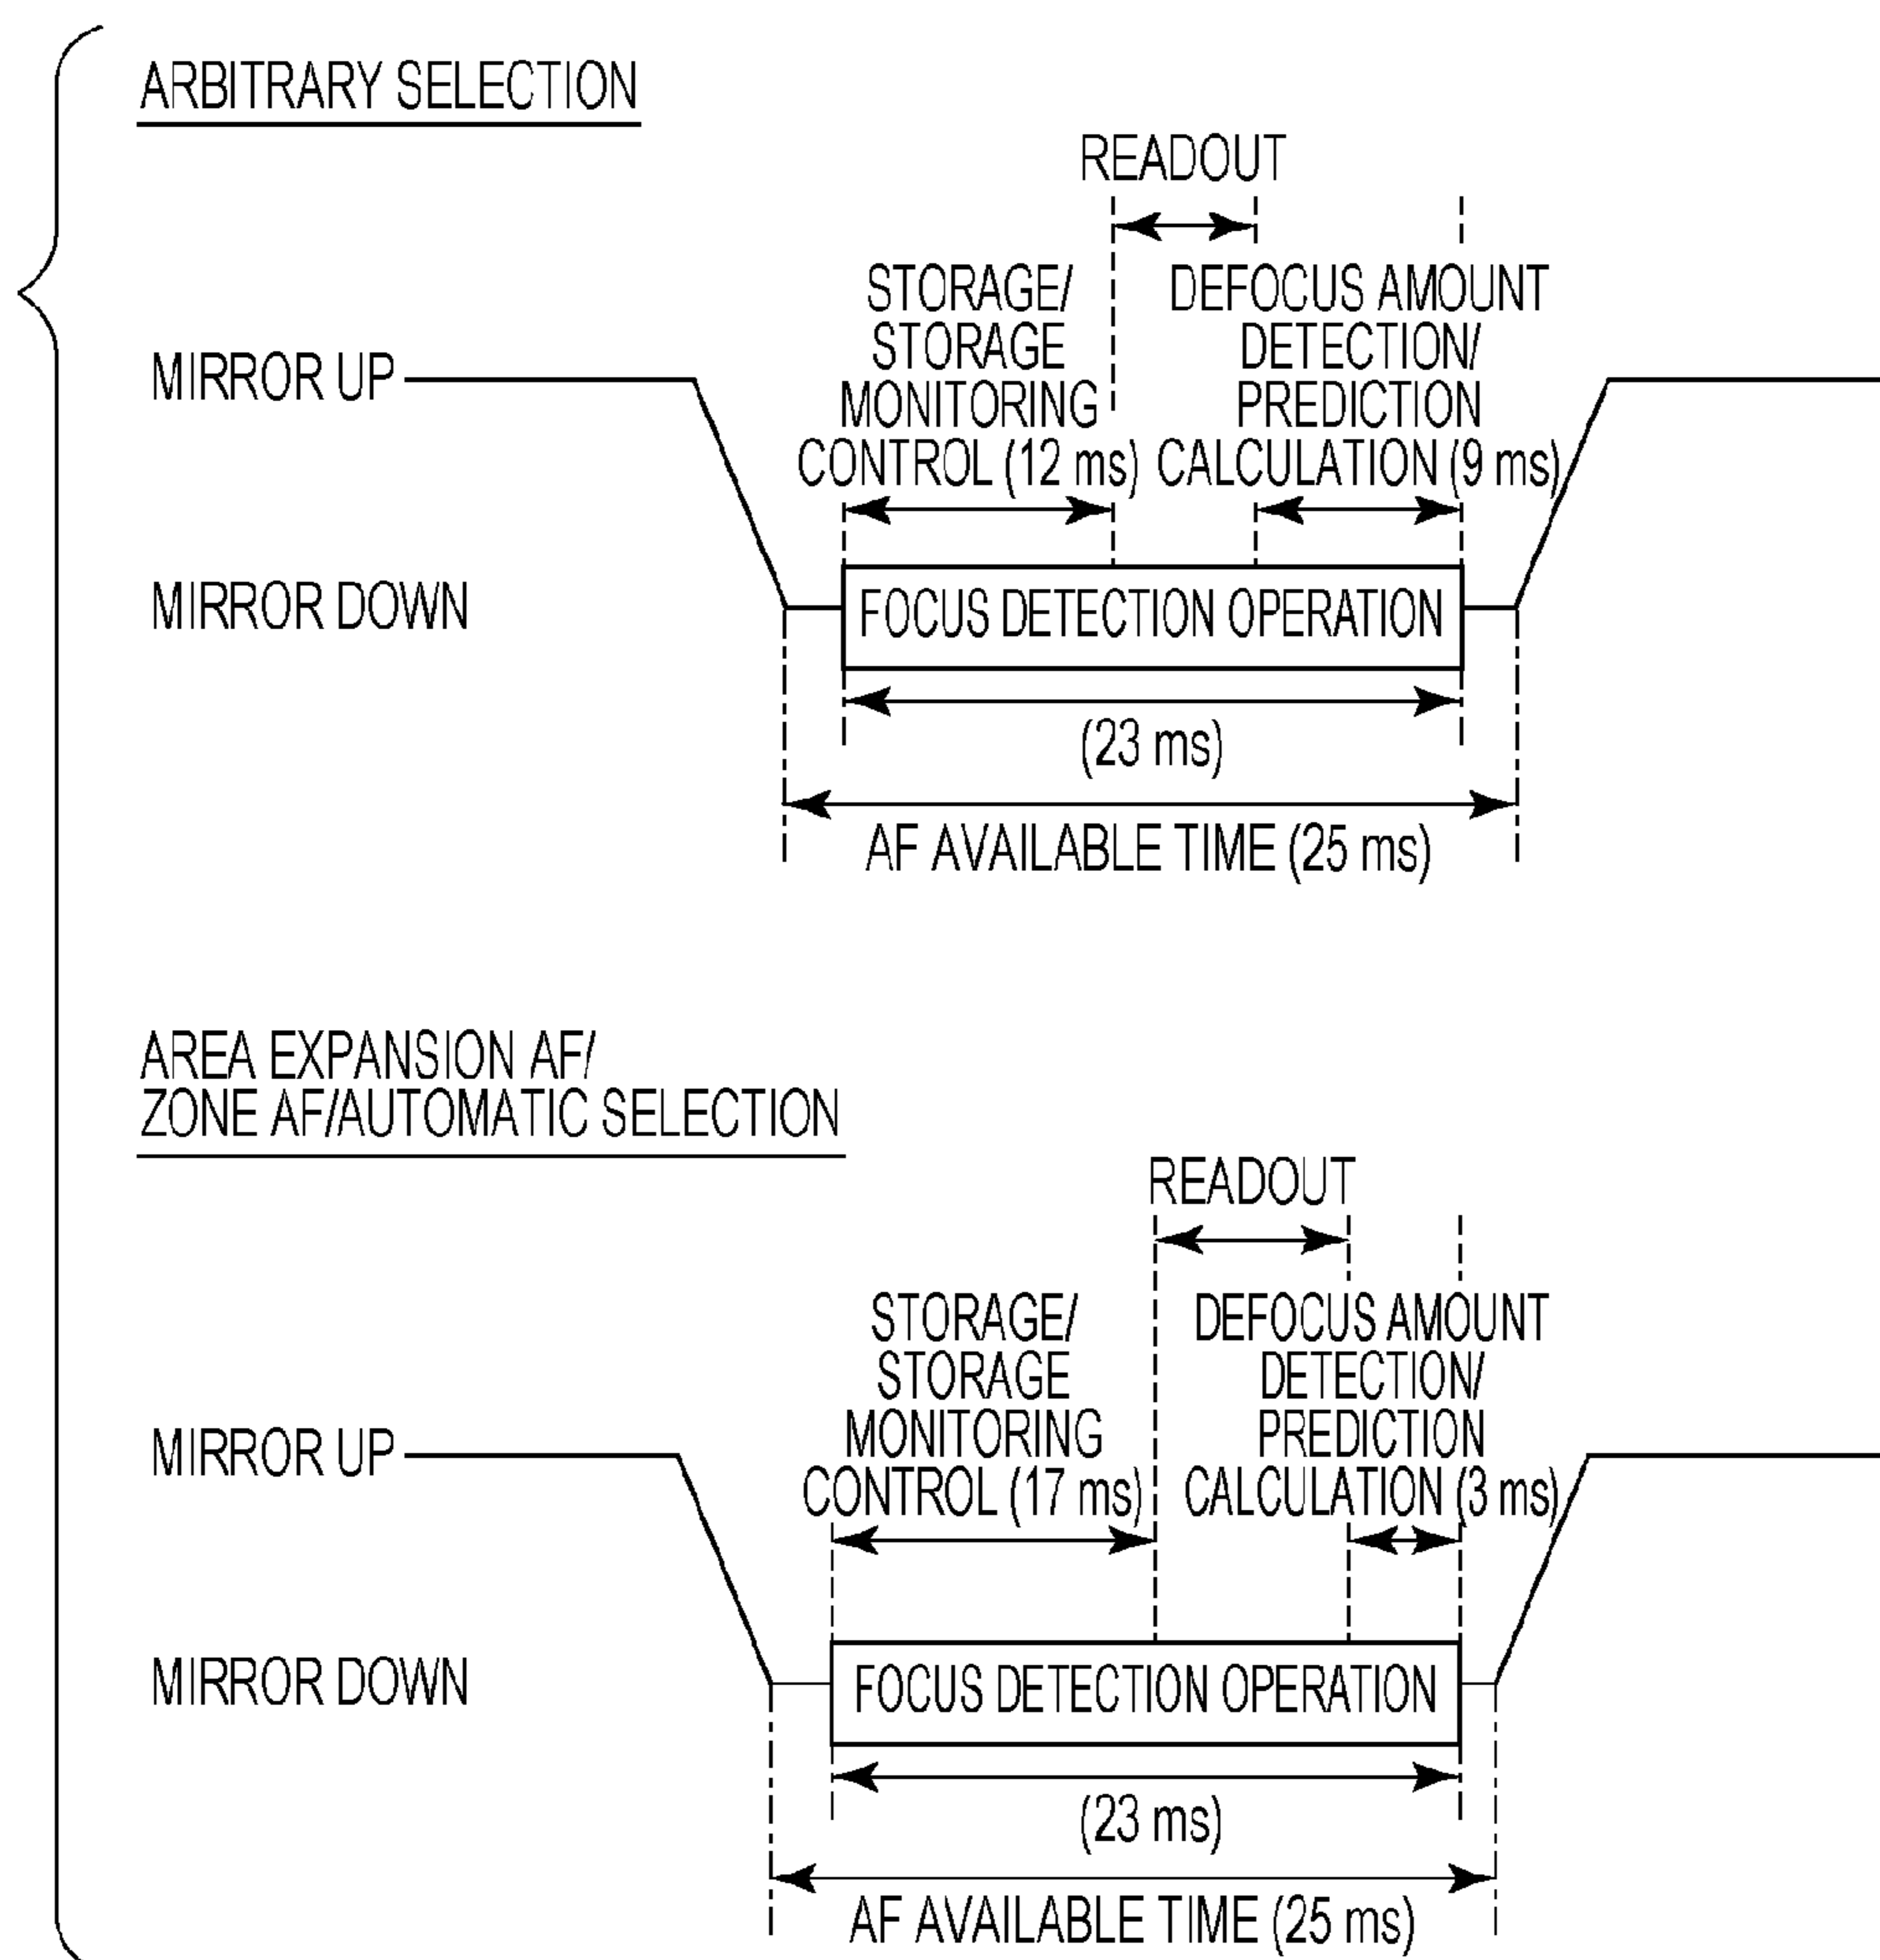 ARBITRARY SELECTION
READOUT
STORAGE/
STORAGE
MONITORING
CONTROL (12 ms)
DEFOCUS AMOUNT
DETECTION/
PREDICTION
CALCULATION (9 ms)
MIRROR UP
MIRROR DOWN
FOCUS DETECTION OPERATION
(23 ms)
AF AVAILABLE TIME (25 ms)
AREA EXPANSION AF/
ZONE AF/AUTOMATIC SELECTION
READOUT
STORAGE/
STORAGE
MONITORING
CONTROL (17 ms)
DEFOCUS AMOUNT
DETECTION/
PREDICTION
CALCULATION (3 ms)
MIRROR UP
MIRROR DOWN
FOCUS DETECTION OPERATION
(23 ms)
AF AVAILABLE TIME (25 ms)